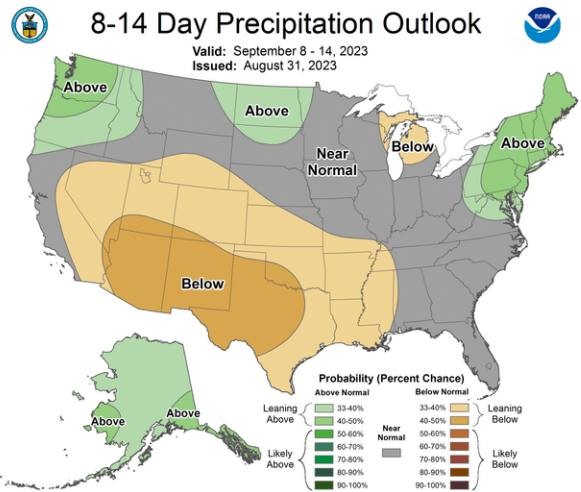 8-14 Day Precipitation Outlook
Valid: September 8 - 14, 2023
Issued: August 31, 2023
NOAA
Above
Above
Near
Normal
Below
Above
Below
Above
Above
Probability (Percent Chance)
Above Normal
Below Normal
Leaning
Above
33-40%
40-50%
Likely
Above
50-60%
60-70%
70-80%
80-90%
90-100%
Near
Normal
33-40%
40-50%
Leaning
Below
50-60%
60-70%
70-80%
80-90%
90-100%
Likely
Below